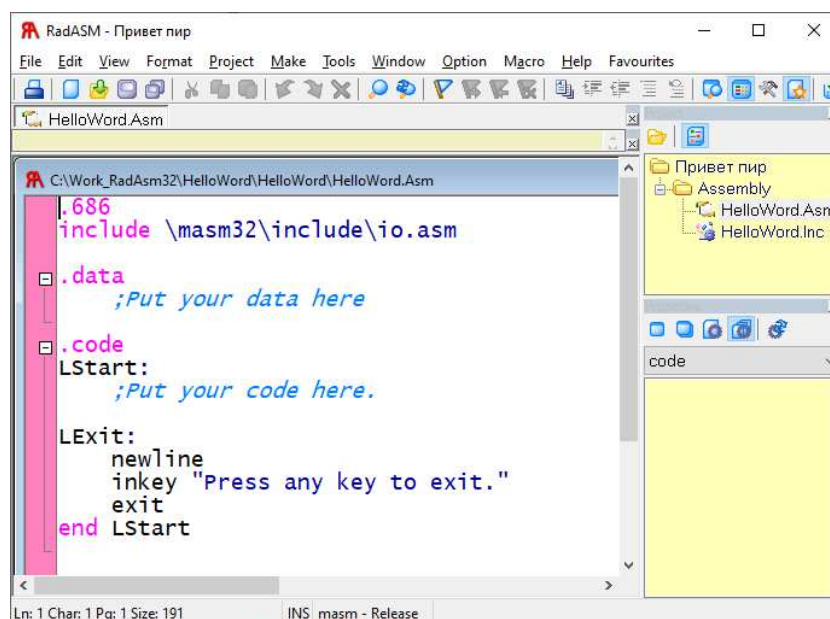 RadASM - Привет пир
File Edit View Format Project Make Tools Window Option Macro Help Favourites
HelloWord.Asm
C:\Work_RadAsm32\HelloWord\HelloWord\HelloWord.Asm
.686
include \masm32\include\io.asm
.data
;Put your data here
.code
LStart:
;Put your code here.
LExit:
newline
inkey "Press any key to exit."
exit
end LStart
Привет пир
Assembly
HelloWord.Asm
HelloWord.Inc
code
Ln: 1 Char: 1 Pg: 1 Size: 191 INS masm - Release